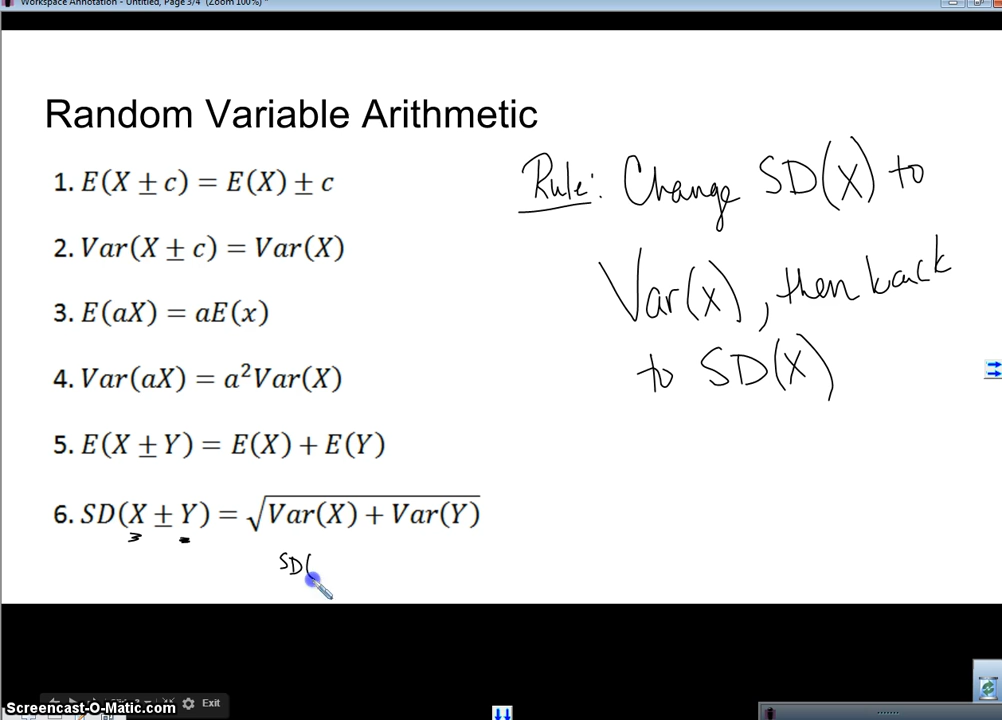 Workspace Annotation - Untitled, Page 3/4 (Zoom 100%) *
Random Variable Arithmetic
1. E(X ± c) = E(X) ± c
2. Var(X ± c) = Var(X)
3. E(aX) = aE(x)
4. Var(aX) = a²Var(X)
5. E(X ± Y) = E(X) + E(Y)
6. SD(X ± Y) = √Var(X) + Var(Y)
3
SD(
Rule: Change SD(X) to
Var(x), then back
to SD(X)
Exit
Screencast-O-Matic.com